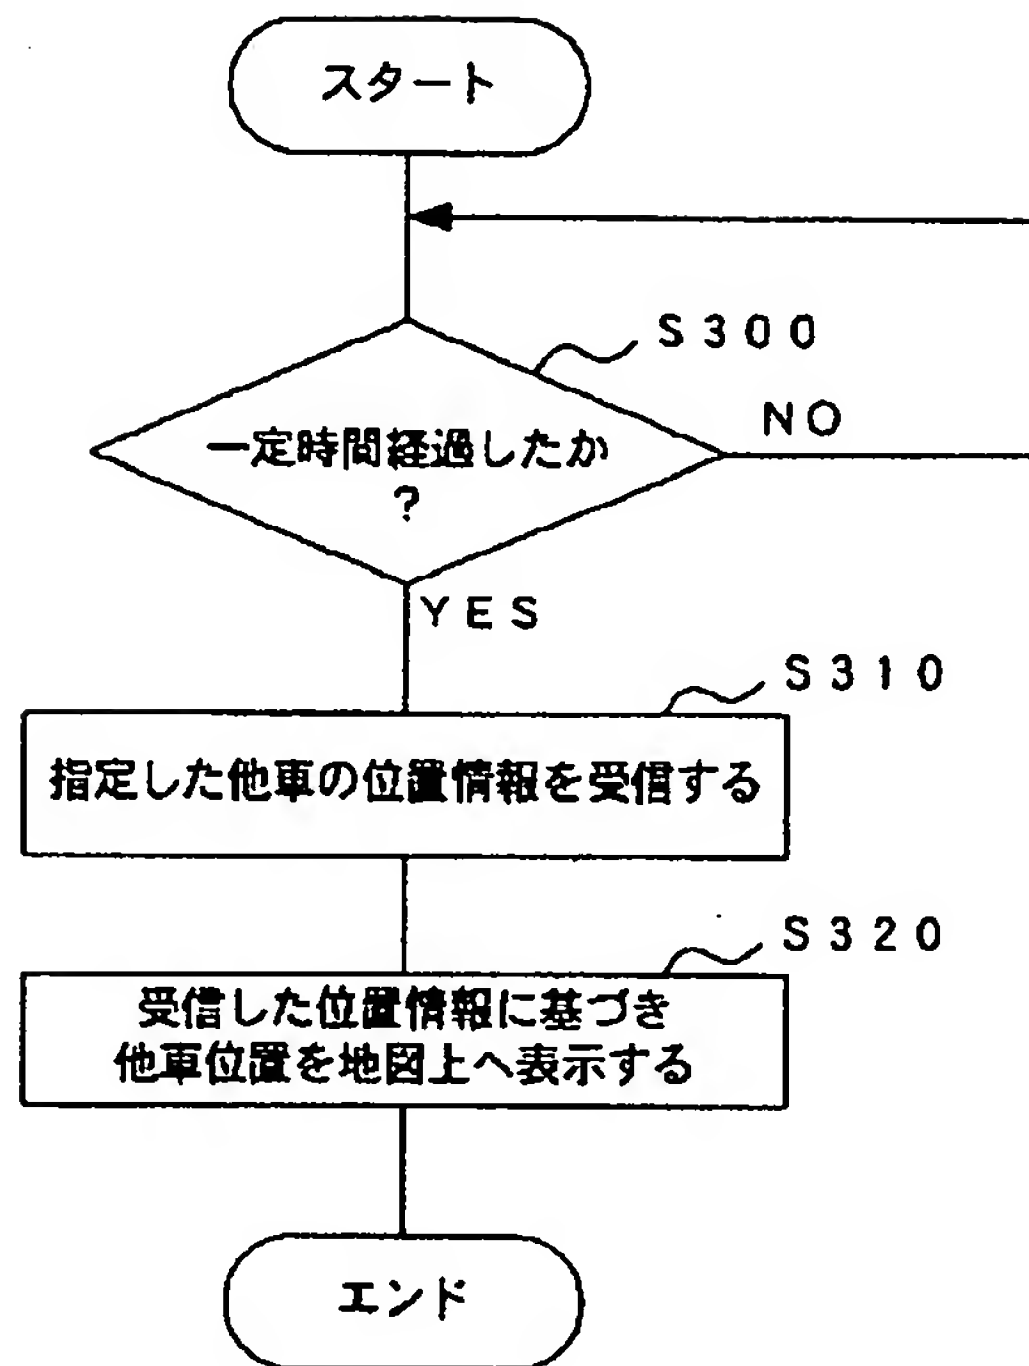 スタート
S300
一定時間経過したか
?
NO
YES
S310
指定した他車の位置情報を受信する
S320
受信した位置情報に基づき
他車位置を地図上へ表示する
エンド